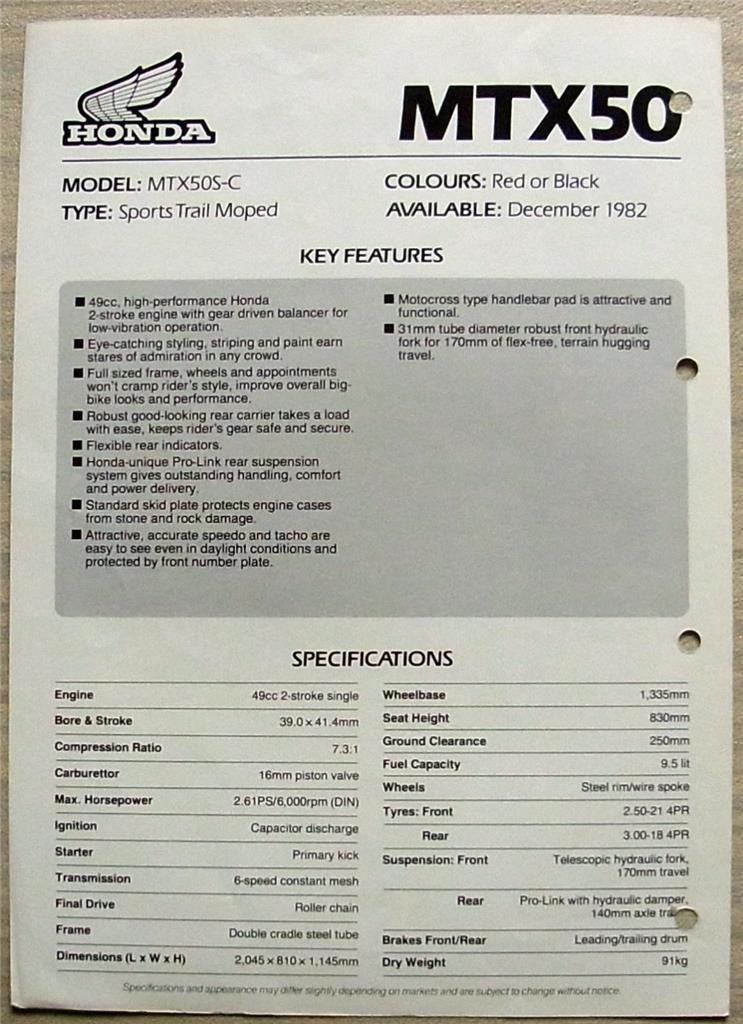 HONDA
MTX50
MODEL: MTX50S-C
TYPE: Sports Trail Moped
COLOURS: Red or Black
AVAILABLE: December 1982
KEY FEATURES
■ 49cc, high-performance Honda
2-stroke engine with gear driven balancer for
low-vibration operation.
■ Eye-catching styling, striping and paint earn
stares of admiration in any crowd.
■ Full sized frame, wheels and appointments
won't cramp rider's style, improve overall big-
bike looks and performance.
■ Robust good-looking rear carrier takes a load
with ease, keeps rider's gear safe and secure.
■ Flexible rear indicators.
■ Honda-unique Pro-Link rear suspension
system gives outstanding handling, comfort
and power delivery.
■ Standard skid plate protects engine cases
from stone and rock damage.
■ Attractive, accurate speedo and tacho are
easy to see even in daylight conditions and
protected by front number plate.
■ Motocross type handlebar pad is attractive and
functional.
■ 31mm tube diameter robust front hydraulic
fork for 170mm of flex-free, terrain hugging
travel.
SPECIFICATIONS
Engine 49cc 2-stroke single
Bore & Stroke 39.0 x 41.4mm
Compression Ratio 7.3:1
Carburettor 16mm piston valve
Max. Horsepower 2.61PS/6,000rpm (DIN)
Ignition Capacitor discharge
Starter Primary kick
Transmission 6-speed constant mesh
Final Drive Roller chain
Frame Double cradle steel tube
Dimensions (L x W x H) 2,045 x 810 x 1,145mm
Wheelbase 1,335mm
Seat Height 830mm
Ground Clearance 250mm
Fuel Capacity 9.5 lit
Wheels Steel rim/wire spoke
Tyres: Front 2.50-21 4PR
Rear 3.00-18 4PR
Suspension: Front Telescopic hydraulic fork,
170mm travel
Rear Pro-Link with hydraulic damper,
140mm axle
Brakes Front/Rear Leading/trailing drum
Dry Weight 91kg
Specifications and appearance may differ slightly depending on markets and are subject to change without notice.